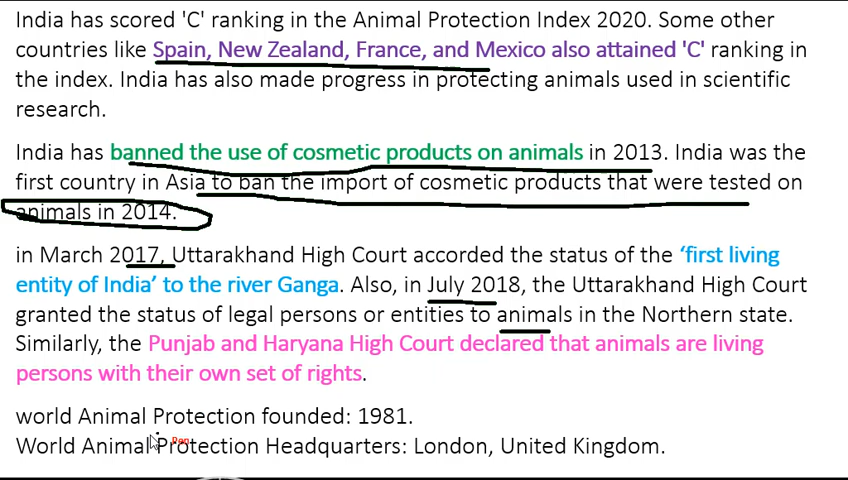 India has scored 'C' ranking in the Animal Protection Index 2020. Some other
countries like Spain, New Zealand, France, and Mexico also attained 'C' ranking in
the index. India has also made progress in protecting animals used in scientific
research.
India has banned the use of cosmetic products on animals in 2013. India was the
first country in Asia to ban the import of cosmetic products that were tested on
animals in 2014.
in March 2017, Uttarakhand High Court accorded the status of the ‘first living
entity of India’ to the river Ganga. Also, in July 2018, the Uttarakhand High Court
granted the status of legal persons or entities to animals in the Northern state.
Similarly, the Punjab and Haryana High Court declared that animals are living
persons with their own set of rights.
world Animal Protection founded: 1981.
World Animal Protection Headquarters: London, United Kingdom.
Pen